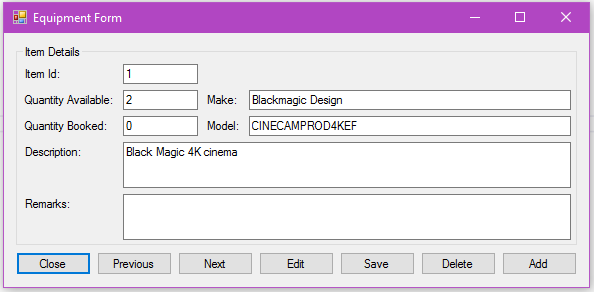 Equipment Form
Item Details
Item Id: 1
Quantity Available: 2 Make: Blackmagic Design
Quantity Booked: 0 Model: CINECAMPROD4KEF
Description: Black Magic 4K cinema
Remarks:
Close Previous Next Edit Save Delete Add